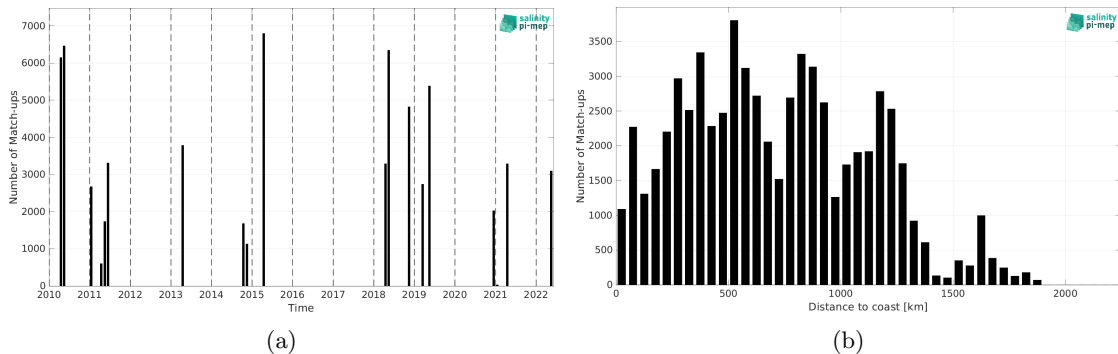 7000
6000
5000
4000
3000
2000
1000
0
Number of Match-ups
2010 2011 2012 2013 2014 2015 2016 2017 2018 2019 2020 2021 2022
Time
salinity
pi-mep
(a)
3500
3000
2500
2000
1500
1000
500
0
Number of Match-ups
0 500 1000 1500 2000
Distance to coast [km]
salinity
pi-mep
(b)